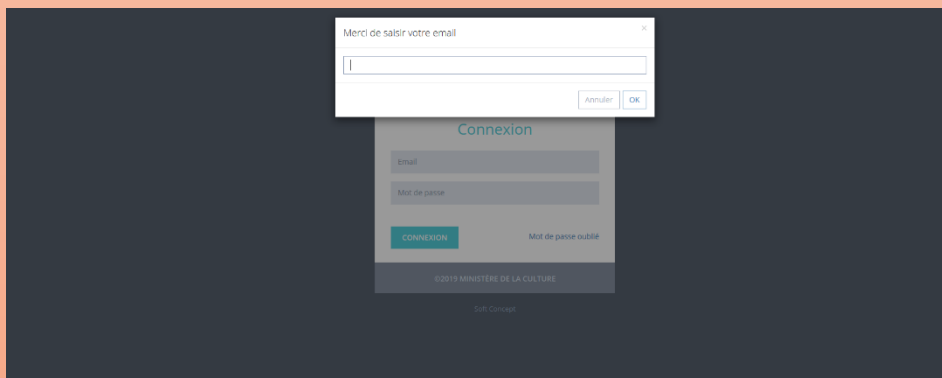 Merci de saisir votre email
×
Annuler OK
Connexion
Email
Mot de passe
CONNEXION Mot de passe oublié
©2019 MINISTÈRE DE LA CULTURE
Soft Concept